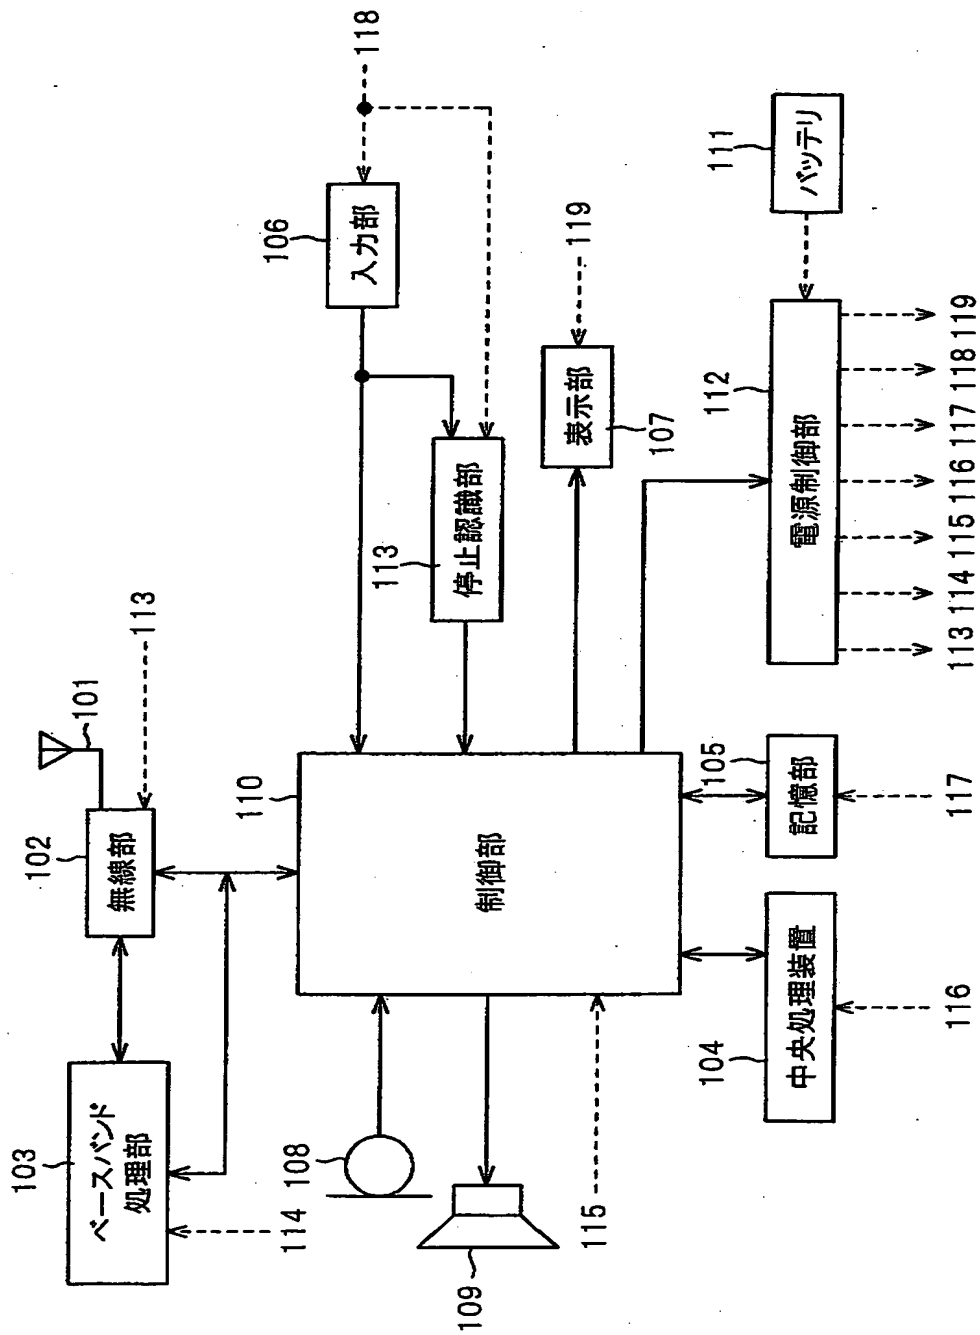 103
ベースバンド
処理部
114
102
無線部
101
113
108
109
115
110
制御部
106
入力部
118
113
停止認識部
表示部
107
119
104
中央処理装置
116
105
記憶部
117
112
電源制御部
111
バッテリ
113
114
115
116
117
118
119